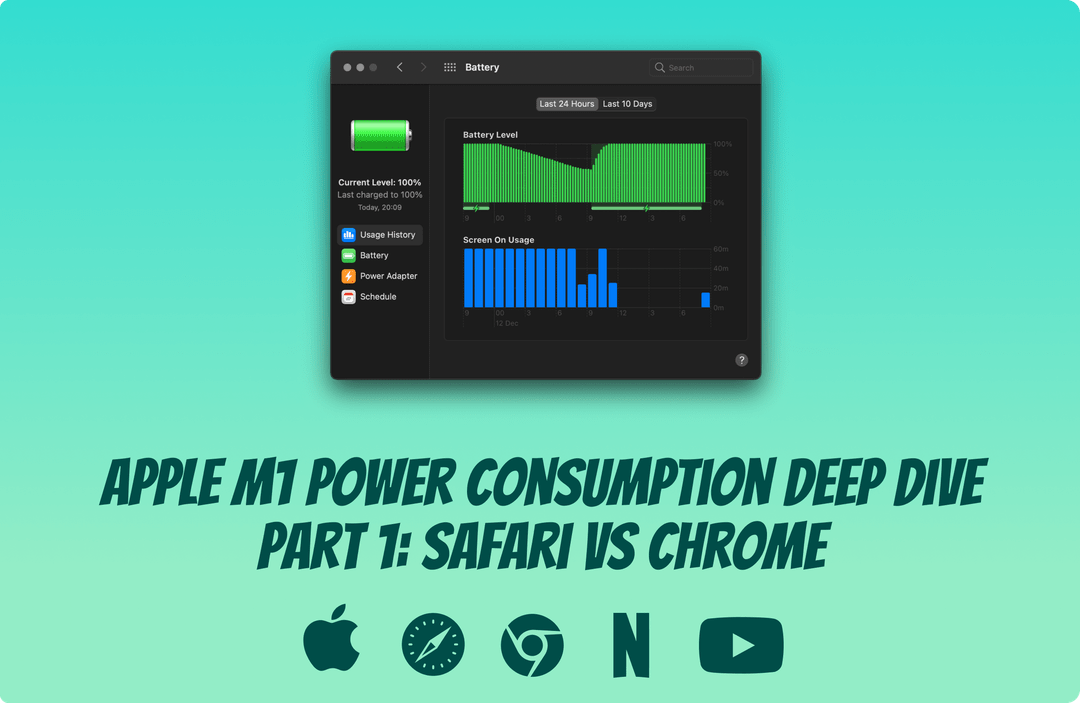 Battery
Search
Last 24 Hours Last 10 Days
Battery Level
100%
50%
0%
9 00 3 6 9 12 3 6
Current Level: 100%
Last charged to 100%
Today, 20:09
Usage History
Battery
Power Adapter
Schedule
Screen On Usage
60m
40m
20m
0m
9 00 3 6 9 12 3 6
12 Dec
?
APPLE M1 POWER CONSUMPTION DEEP DIVE
PART 1: SAFARI VS CHROME
N